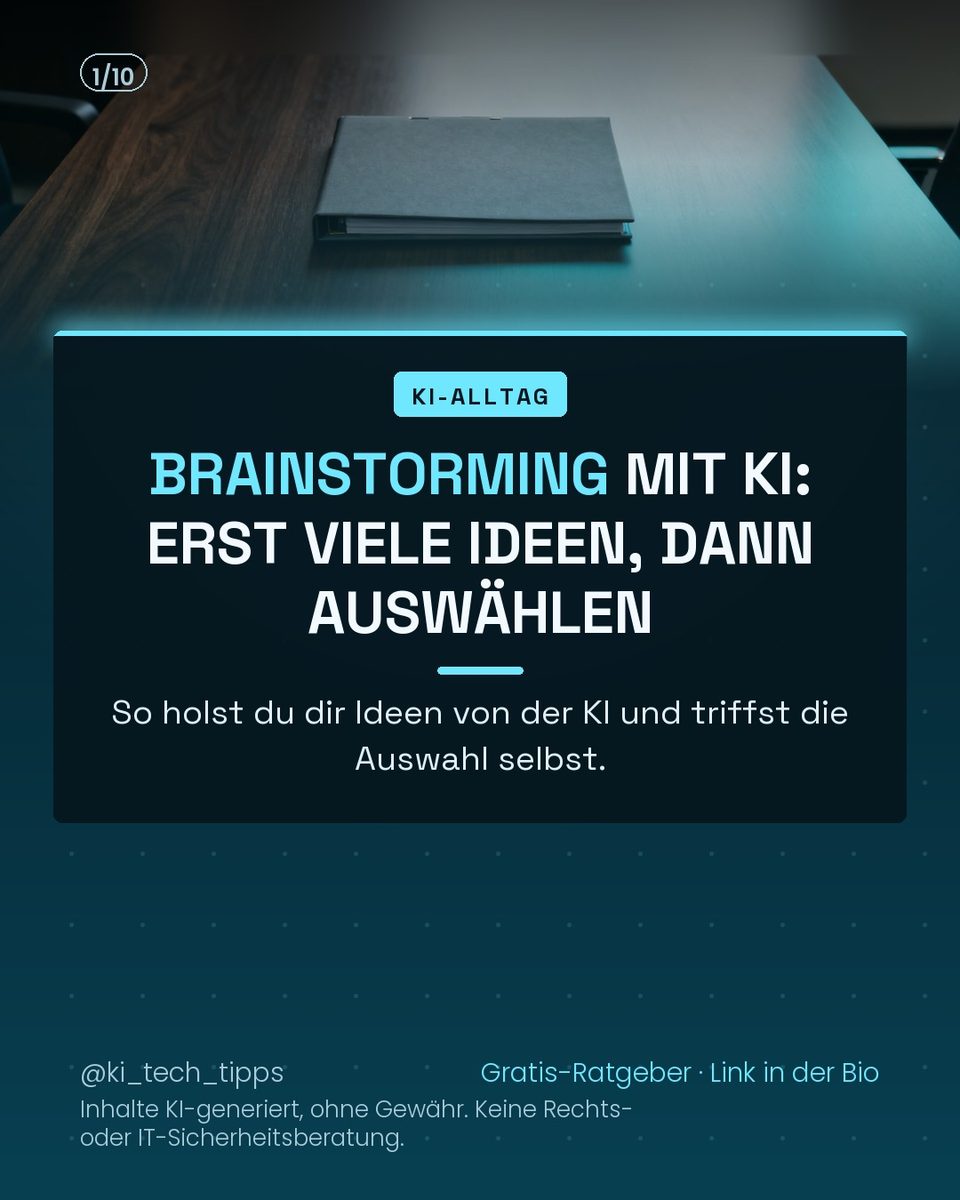 1/10
KI-ALLTAG
BRAINSTORMING MIT KI:
ERST VIELE IDEEN, DANN
AUSWÄHLEN
So holst du dir Ideen von der KI und triffst die
Auswahl selbst.
@ki_tech_tipps
Gratis-Ratgeber · Link in der Bio
Inhalte KI-generiert, ohne Gewähr. Keine Rechts-
oder IT-Sicherheitsberatung.